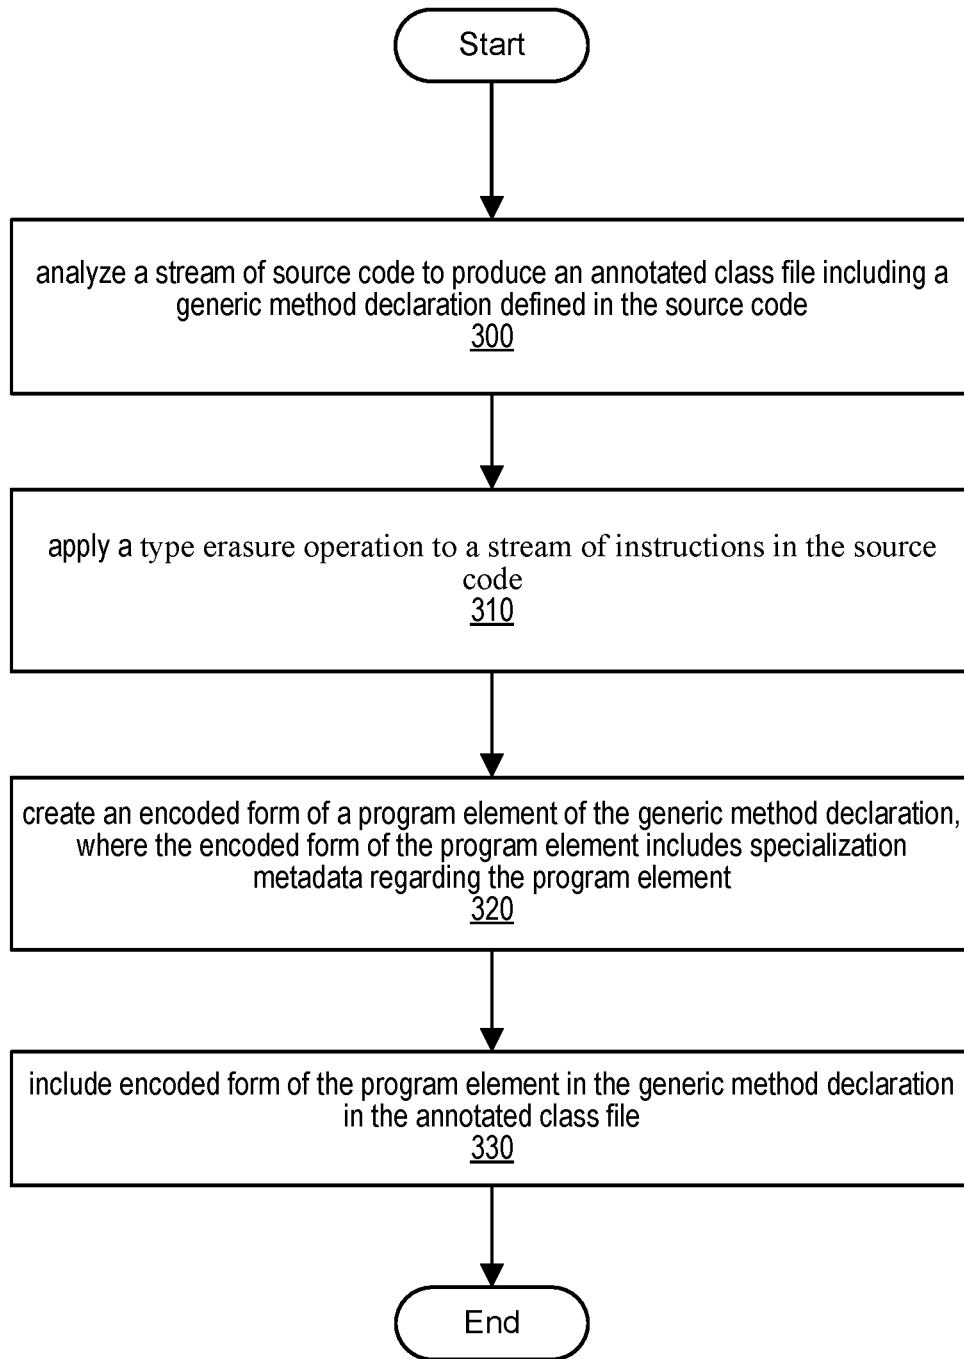 Start
analyze a stream of source code to produce an annotated class file including a
generic method declaration defined in the source code
300
apply a type erasure operation to a stream of instructions in the source
code
310
create an encoded form of a program element of the generic method declaration,
where the encoded form of the program element includes specialization
metadata regarding the program element
320
include encoded form of the program element in the generic method declaration
in the annotated class file
330
End